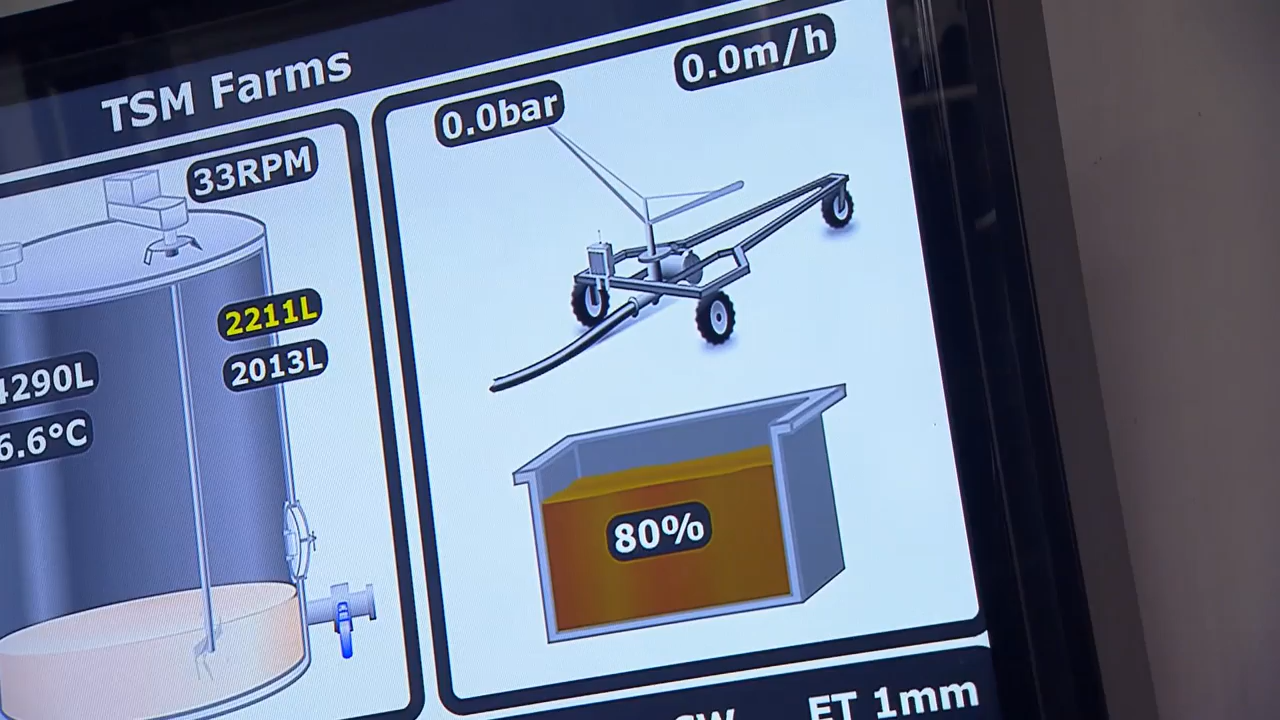 TSM Farms
33RPM
2211L
2013L
4290L
6.6°C
0.0bar
0.0m/h
80%
ET 1mm